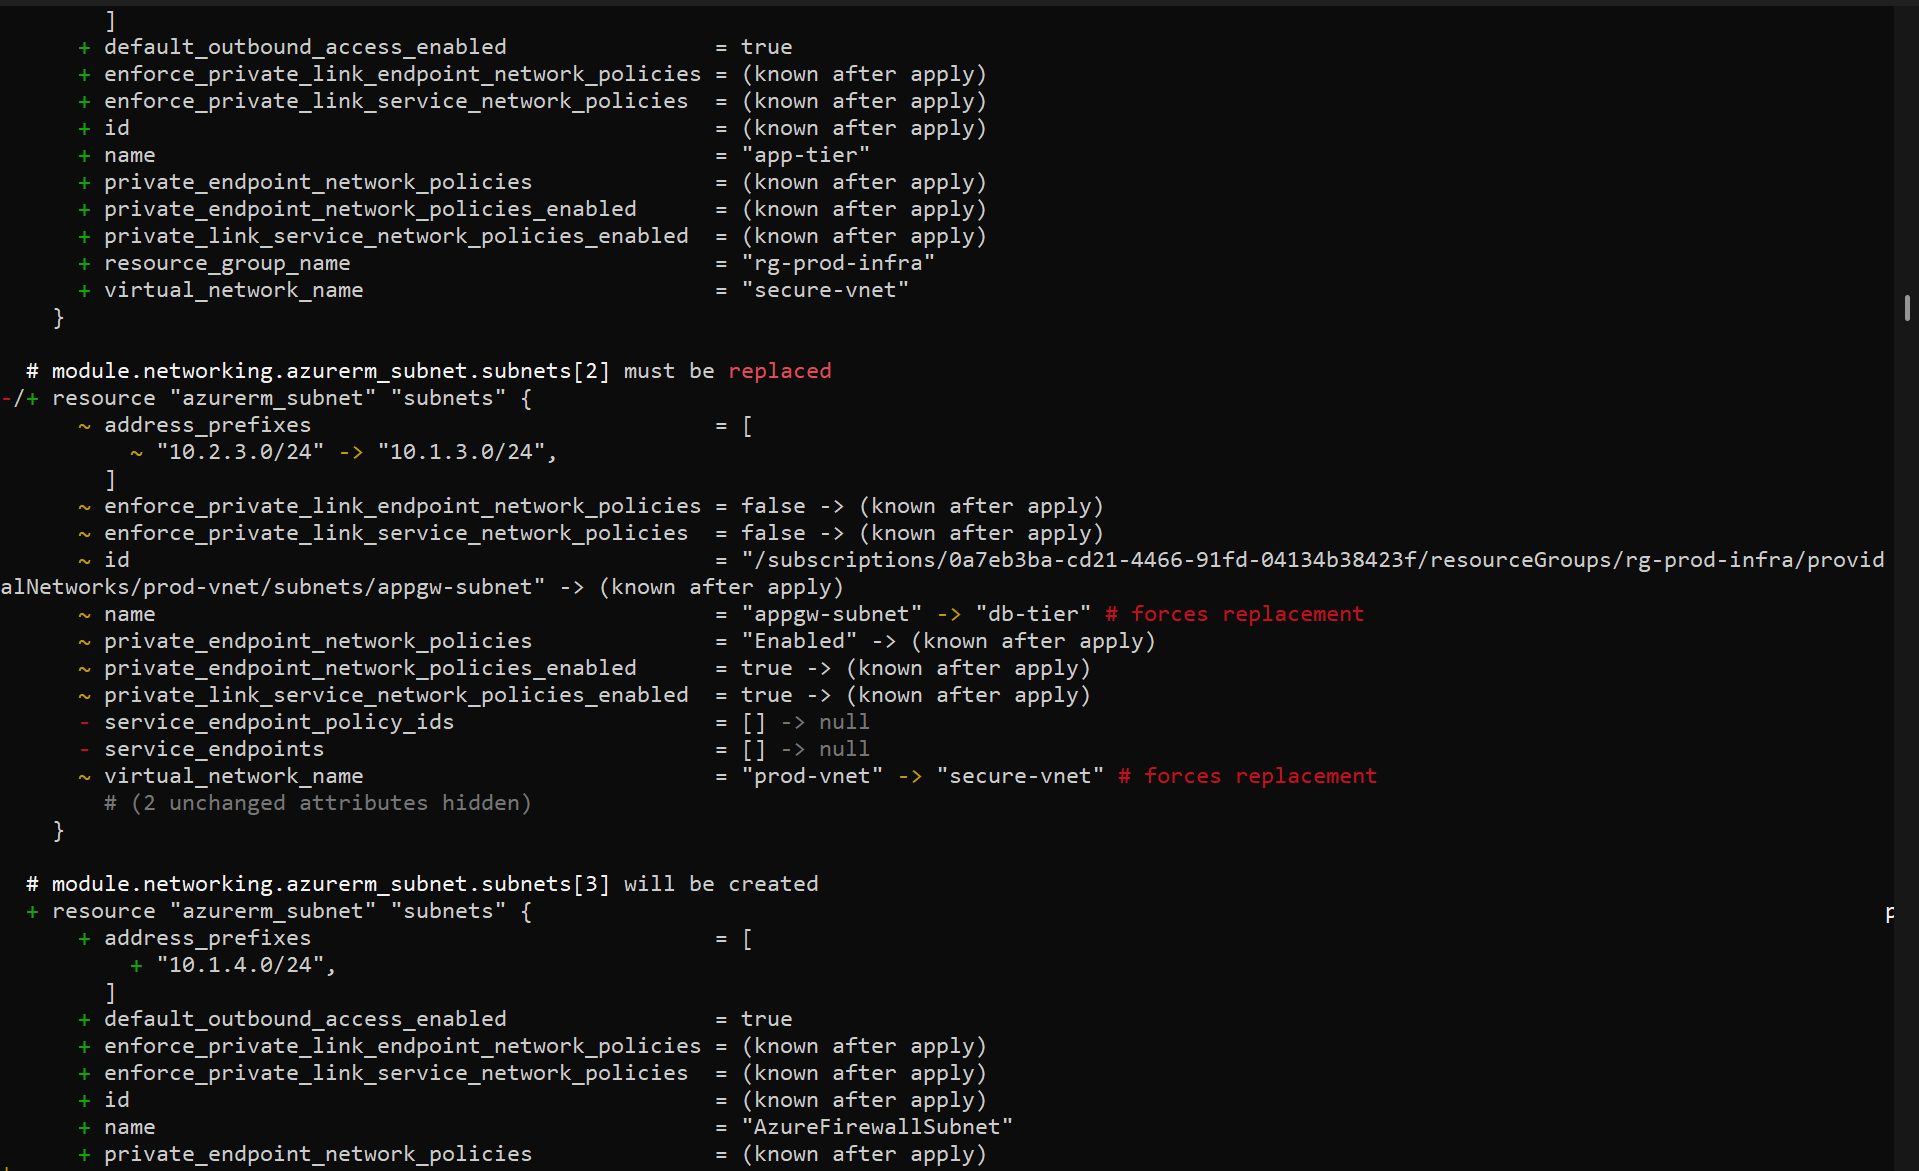 ]
      + default_outbound_access_enabled                = true
      + enforce_private_link_endpoint_network_policies = (known after apply)
      + enforce_private_link_service_network_policies  = (known after apply)
      + id                                             = (known after apply)
      + name                                           = "app-tier"
      + private_endpoint_network_policies              = (known after apply)
      + private_endpoint_network_policies_enabled      = (known after apply)
      + private_link_service_network_policies_enabled  = (known after apply)
      + resource_group_name                            = "rg-prod-infra"
      + virtual_network_name                           = "secure-vnet"
    }

  # module.networking.azurerm_subnet.subnets[2] must be replaced
-/+ resource "azurerm_subnet" "subnets" {
      ~ address_prefixes                               = [
          ~ "10.2.3.0/24" -> "10.1.3.0/24",
        ]
      ~ enforce_private_link_endpoint_network_policies = false -> (known after apply)
      ~ enforce_private_link_service_network_policies  = false -> (known after apply)
      ~ id                                             = "/subscriptions/0a7eb3ba-cd21-4466-91fd-04134b38423f/resourceGroups/rg-prod-infra/provid
alNetworks/prod-vnet/subnets/appgw-subnet" -> (known after apply)
      ~ name                                           = "appgw-subnet" -> "db-tier" # forces replacement
      ~ private_endpoint_network_policies              = "Enabled" -> (known after apply)
      ~ private_endpoint_network_policies_enabled      = true -> (known after apply)
      ~ private_link_service_network_policies_enabled  = true -> (known after apply)
      - service_endpoint_policy_ids                    = [] -> null
      - service_endpoints                              = [] -> null
      ~ virtual_network_name                           = "prod-vnet" -> "secure-vnet" # forces replacement
        # (2 unchanged attributes hidden)
    }

  # module.networking.azurerm_subnet.subnets[3] will be created
  + resource "azurerm_subnet" "subnets" {
      + address_prefixes                               = [
          + "10.1.4.0/24",
        ]
      + default_outbound_access_enabled                = true
      + enforce_private_link_endpoint_network_policies = (known after apply)
      + enforce_private_link_service_network_policies  = (known after apply)
      + id                                             = (known after apply)
      + name                                           = "AzureFirewallSubnet"
      + private_endpoint_network_policies              = (known after apply)